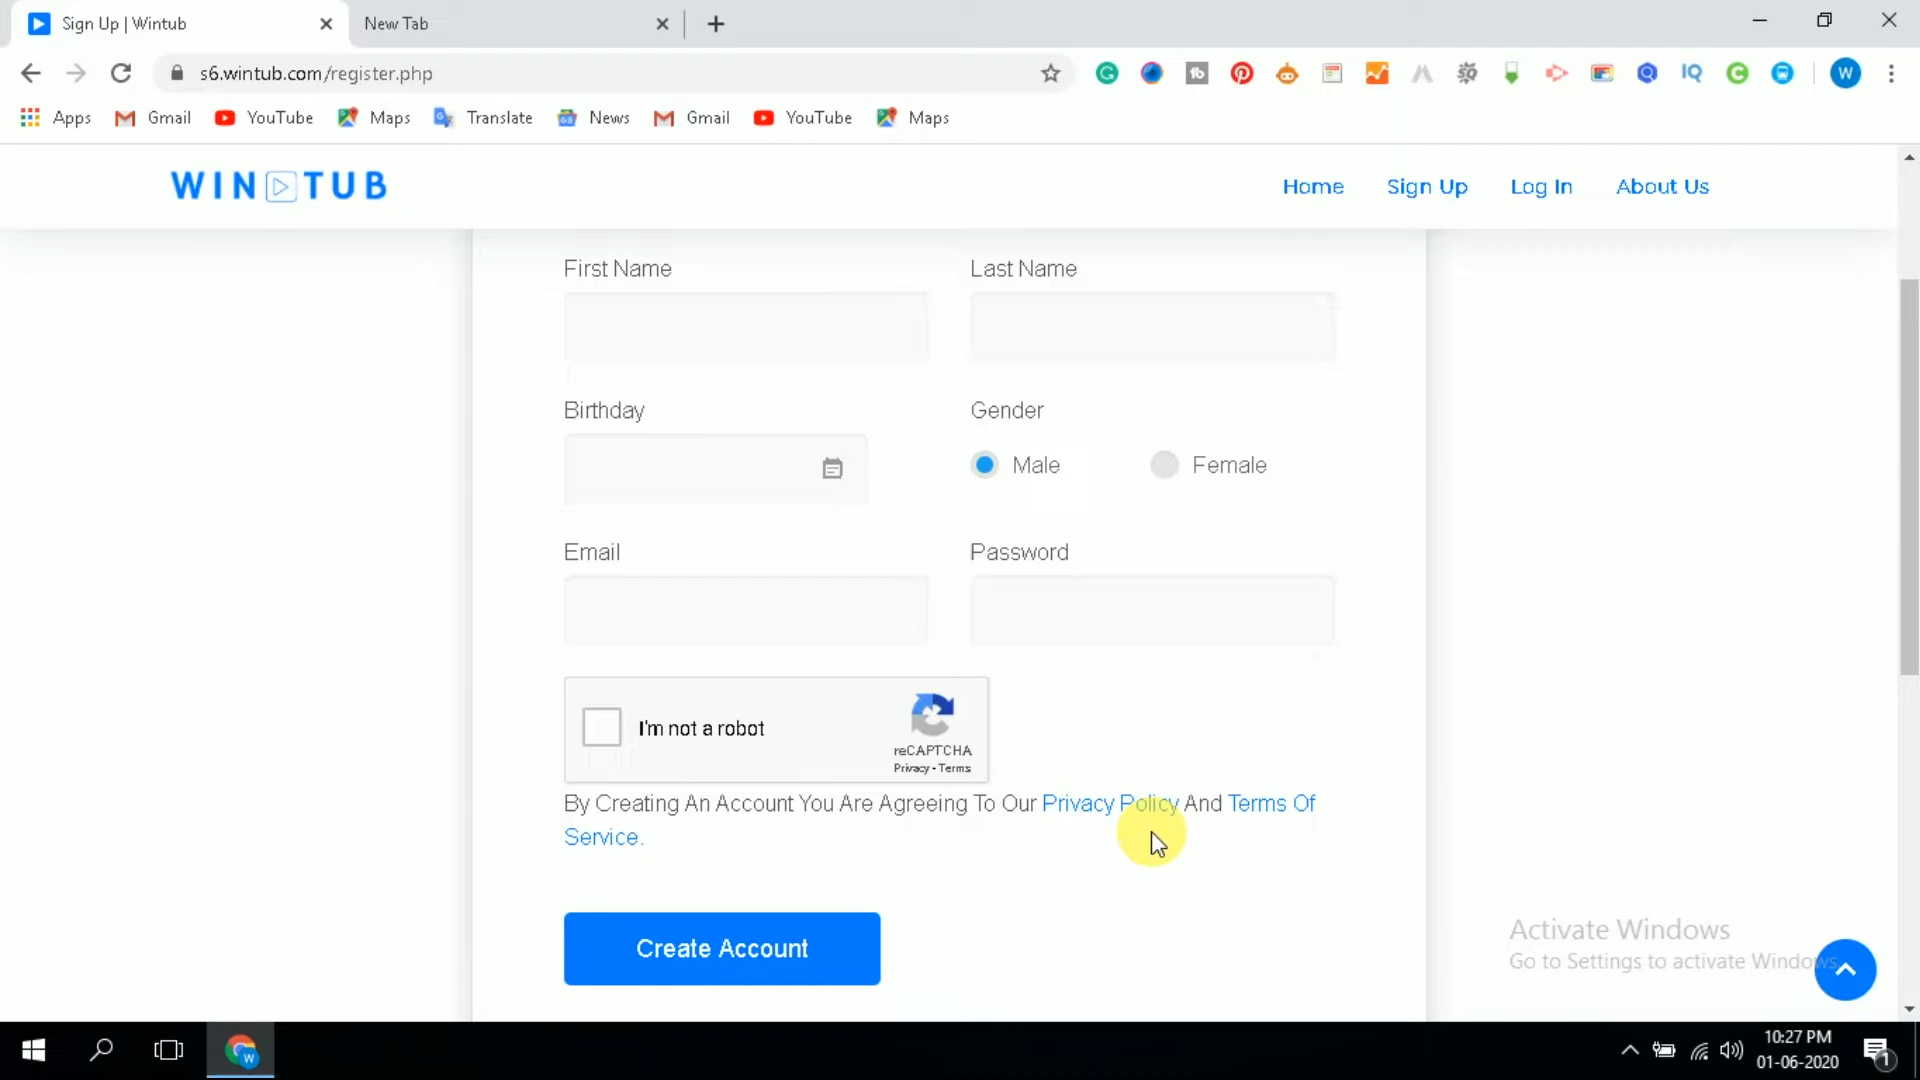 Sign Up | Wintub
New Tab
s6.wintub.com/register.php
Apps Gmail YouTube Maps Translate News Gmail YouTube Maps
WIN TUB
Home Sign Up Log In About Us
First Name Last Name
Birthday Gender
Male Female
Email Password
I'm not a robot
reCAPTCHA
Privacy - Terms
By Creating An Account You Are Agreeing To Our Privacy Policy And Terms Of
Service.
Create Account
Activate Windows
Go to Settings to activate Windows.
10:27 PM
01-06-2020
1
W
tb
IQ